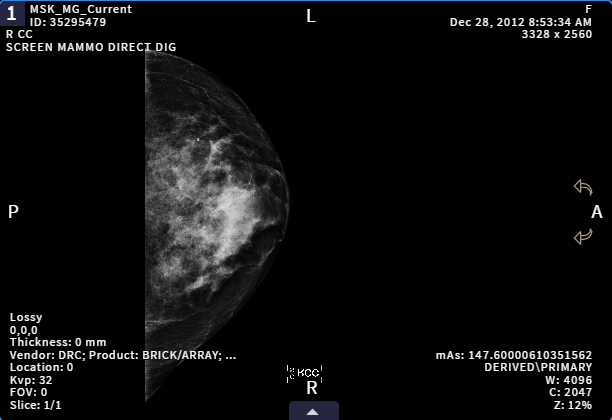 1
MSK_MG_Current
ID: 35295479
R CC
SCREEN MAMMO DIRECT DIG
L
F
Dec 28, 2012 8:53:34 AM
3328 x 2560
P
A
Lossy
0,0,0
Thickness: 0 mm
Vendor: DRC; Product: BRICK/ARRAY; ...
Location: 0
Kvp: 32
FOV: 0
Slice: 1/1
RCC
R
mAs: 147.60000610351562
DERIVED\PRIMARY
W: 4096
C: 2047
Z: 12%